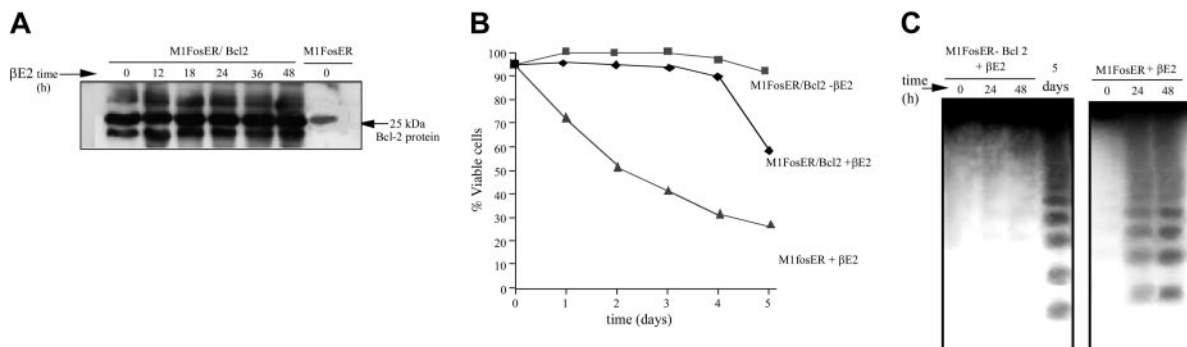 A
M1FosER/ Bcl2 M1FosER
βE2 time (h) 0 12 18 24 36 48 0
25 kDa
Bcl-2 protein
B
% Viable cells
100
90
80
70
60
50
40
30
20
10
0
0 1 2 3 4 5
time (days)
M1FosER/Bcl2 -βE2
M1FosER/Bcl2 +βE2
M1fosER + βE2
C
M1FosER- Bcl 2
+ βE2
5
days
time
(h)
0 24 48
M1FosER+ βE2
0 24 48